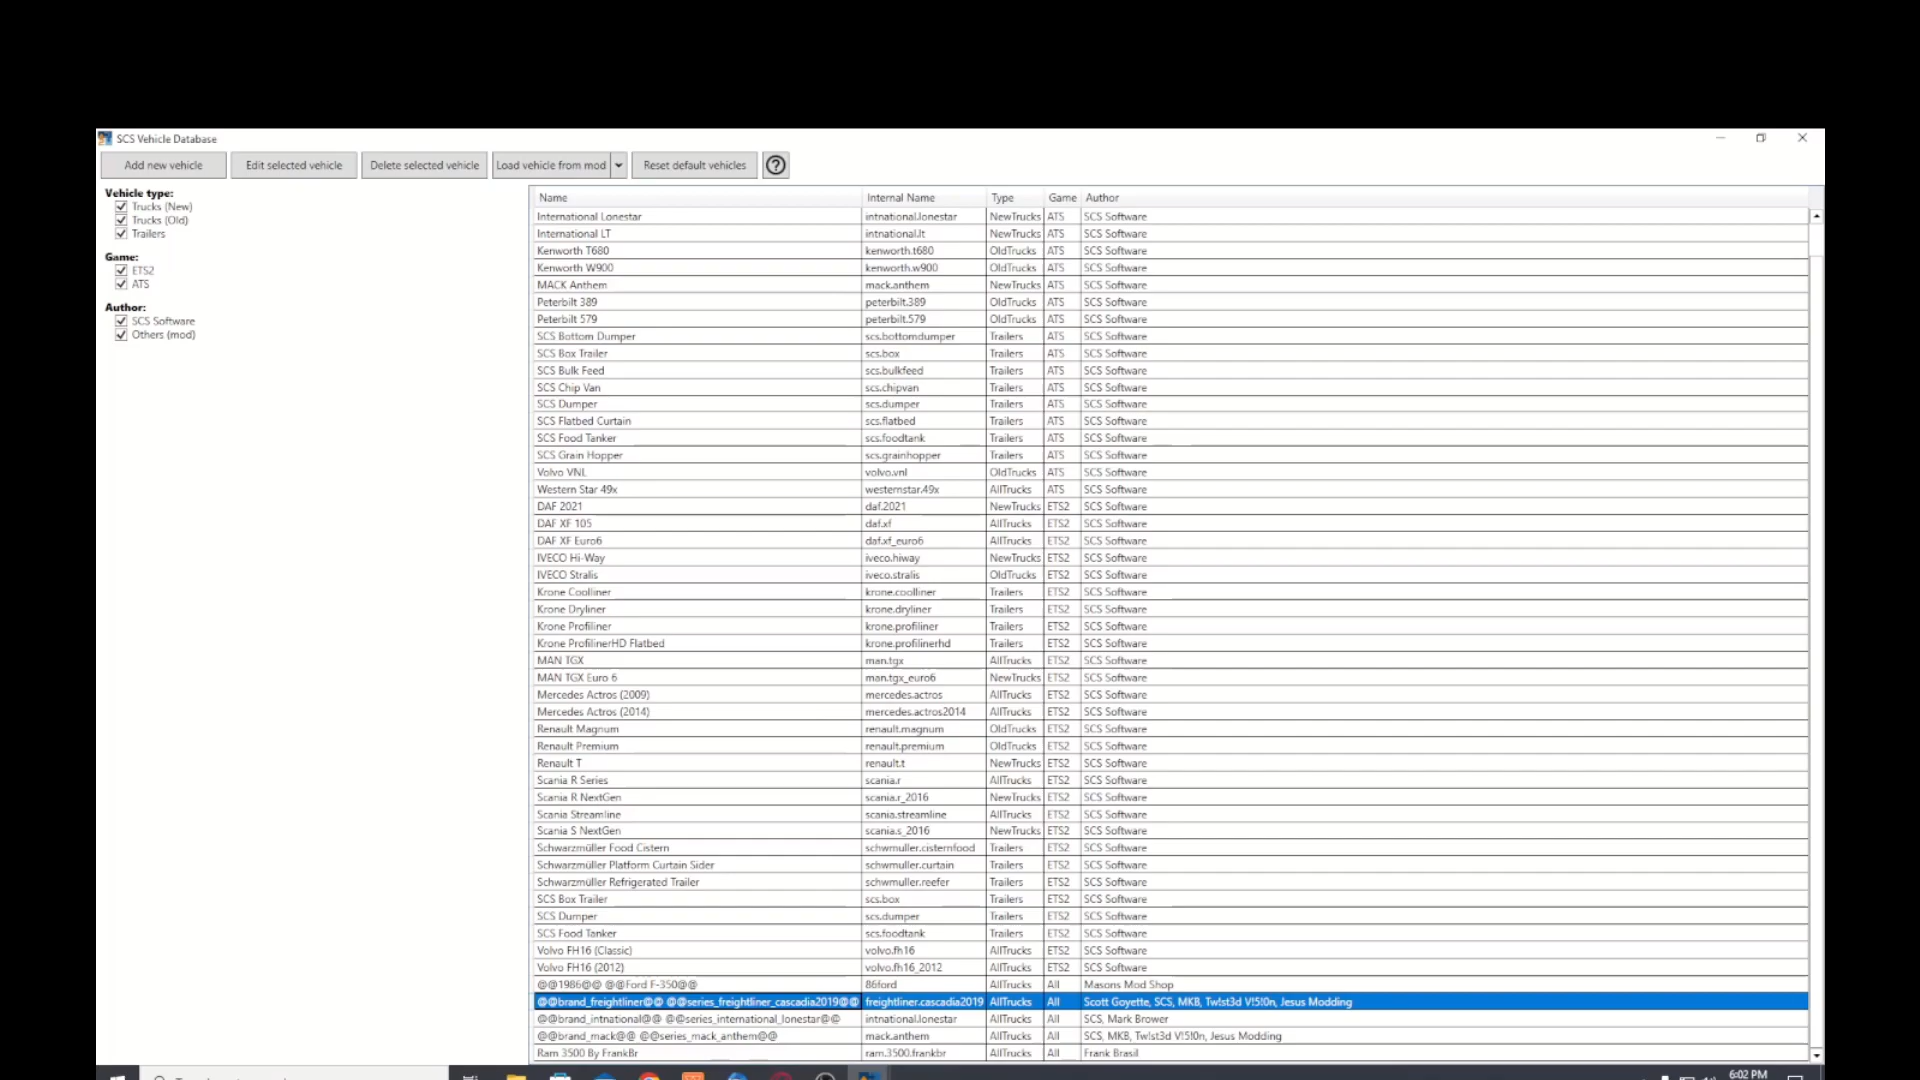 SCS Vehicle Database
Add new vehicle Edit selected vehicle Delete selected vehicle Load vehicle from mod Reset default vehicles ?
Vehicle type:
Trucks (New)
Trucks (Old)
Trailers
Game:
ETS2
ATS
Author:
SCS Software
Others (mod)
Name Internal Name Type Game Author
International Lonestar intnational.lonestar NewTrucks ATS SCS Software
International LT intnational.lt NewTrucks ATS SCS Software
Kenworth T680 kenworth.t680 OldTrucks ATS SCS Software
Kenworth W900 kenworth.w900 OldTrucks ATS SCS Software
MACK Anthem mack.anthem NewTrucks ATS SCS Software
Peterbilt 389 peterbilt.389 OldTrucks ATS SCS Software
Peterbilt 579 peterbilt.579 OldTrucks ATS SCS Software
SCS Bottom Dumper scs.bottomdumper Trailers ATS SCS Software
SCS Box Trailer scs.box Trailers ATS SCS Software
SCS Bulk Feed scs.bulkfeed Trailers ATS SCS Software
SCS Chip Van scs.chipvan Trailers ATS SCS Software
SCS Dumper scs.dumper Trailers ATS SCS Software
SCS Flatbed Curtain scs.flatbed Trailers ATS SCS Software
SCS Food Tanker scs.foodtank Trailers ATS SCS Software
SCS Grain Hopper scs.grainhopper Trailers ATS SCS Software
Volvo VNL volvo.vnl OldTrucks ATS SCS Software
Western Star 49x westernstar.49x AllTrucks ATS SCS Software
DAF 2021 daf.2021 NewTrucks ETS2 SCS Software
DAF XF 105 daf.xf AllTrucks ETS2 SCS Software
DAF XF Euro6 daf.xf_euro6 AllTrucks ETS2 SCS Software
IVECO Hi-Way iveco.hiway NewTrucks ETS2 SCS Software
IVECO Stralis iveco.stralis OldTrucks ETS2 SCS Software
Krone Coolliner krone.coolliner Trailers ETS2 SCS Software
Krone Dryliner krone.dryliner Trailers ETS2 SCS Software
Krone Profiliner krone.profiliner Trailers ETS2 SCS Software
Krone ProfilinerHD Flatbed krone.profilinerhd Trailers ETS2 SCS Software
MAN TGX man.tgx AllTrucks ETS2 SCS Software
MAN TGX Euro 6 man.tgx_euro6 NewTrucks ETS2 SCS Software
Mercedes Actros (2009) mercedes.actros AllTrucks ETS2 SCS Software
Mercedes Actros (2014) mercedes.actros2014 AllTrucks ETS2 SCS Software
Renault Magnum renault.magnum OldTrucks ETS2 SCS Software
Renault Premium renault.premium OldTrucks ETS2 SCS Software
Renault T renault.t NewTrucks ETS2 SCS Software
Scania R Series scania.r AllTrucks ETS2 SCS Software
Scania R NextGen scania.r_2016 NewTrucks ETS2 SCS Software
Scania Streamline scania.streamline AllTrucks ETS2 SCS Software
Scania S NextGen scania.s_2016 NewTrucks ETS2 SCS Software
Schwarzmüller Food Cistern schwmuller.cisternfood Trailers ETS2 SCS Software
Schwarzmüller Platform Curtain Sider schwmuller.curtain Trailers ETS2 SCS Software
Schwarzmüller Refrigerated Trailer schwmuller.reefer Trailers ETS2 SCS Software
SCS Box Trailer scs.box Trailers ETS2 SCS Software
SCS Dumper scs.dumper Trailers ETS2 SCS Software
SCS Food Tanker scs.foodtank Trailers ETS2 SCS Software
Volvo FH16 (Classic) volvo.fh16 AllTrucks ETS2 SCS Software
Volvo FH16 (2012) volvo.fh16_2012 AllTrucks ETS2 SCS Software
@@1986@@ @@Ford F-350@@ 86ford AllTrucks All Masons Mod Shop
@@brand_freightliner@@ @@series_freightliner_cascadia2019@@ freightliner.cascadia2019 AllTrucks All Scott Goyette, SCS, MKB, Tw!st3d V!5!0n, Jesus Modding
@@brand_intnational@@ @@series_international_lonestar@@ intnational.lonestar AllTrucks All SCS, Mark Brower
@@brand_mack@@ @@series_mack_anthem@@ mack.anthem AllTrucks All SCS, MKB, Tw!st3d V!5!0n, Jesus Modding
Ram 3500 By FrankBr ram.3500.frankbr AllTrucks All Frank Brasil
6:02 PM